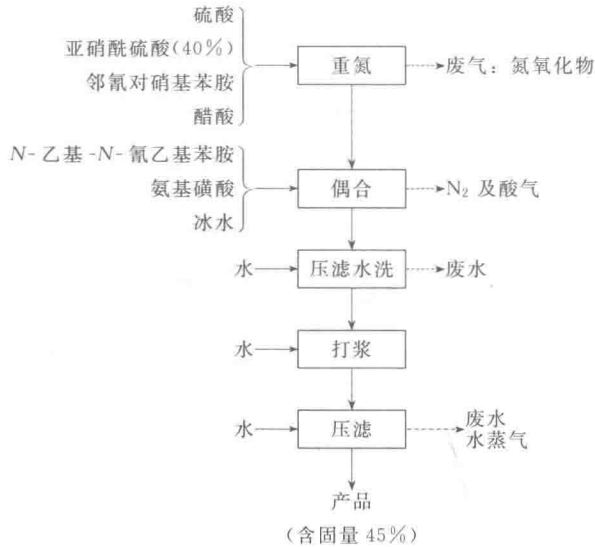 硫酸
亚硝酰硫酸(40%)
邻氰对硝基苯胺
醋酸
重氮
废气：氮氧化物
N-乙基-N-氰乙基苯胺
氨基磺酸
冰水
偶合
N₂及酸气
水
压滤水洗
废水
水
打浆
水
压滤
废水
水蒸气
产品
(含固量45%)